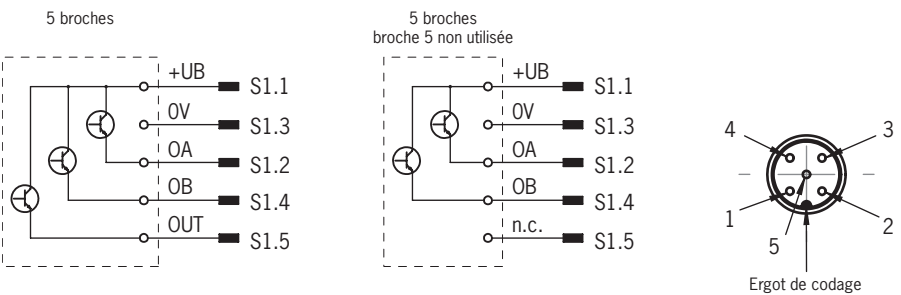 5 broches
+UB
S1.1
0V
S1.3
OA
S1.2
OB
S1.4
OUT
S1.5
5 broches
broche 5 non utilisée
+UB
S1.1
0V
S1.3
OA
S1.2
OB
S1.4
n.c.
S1.5
4
3
1
2
5
Ergot de codage